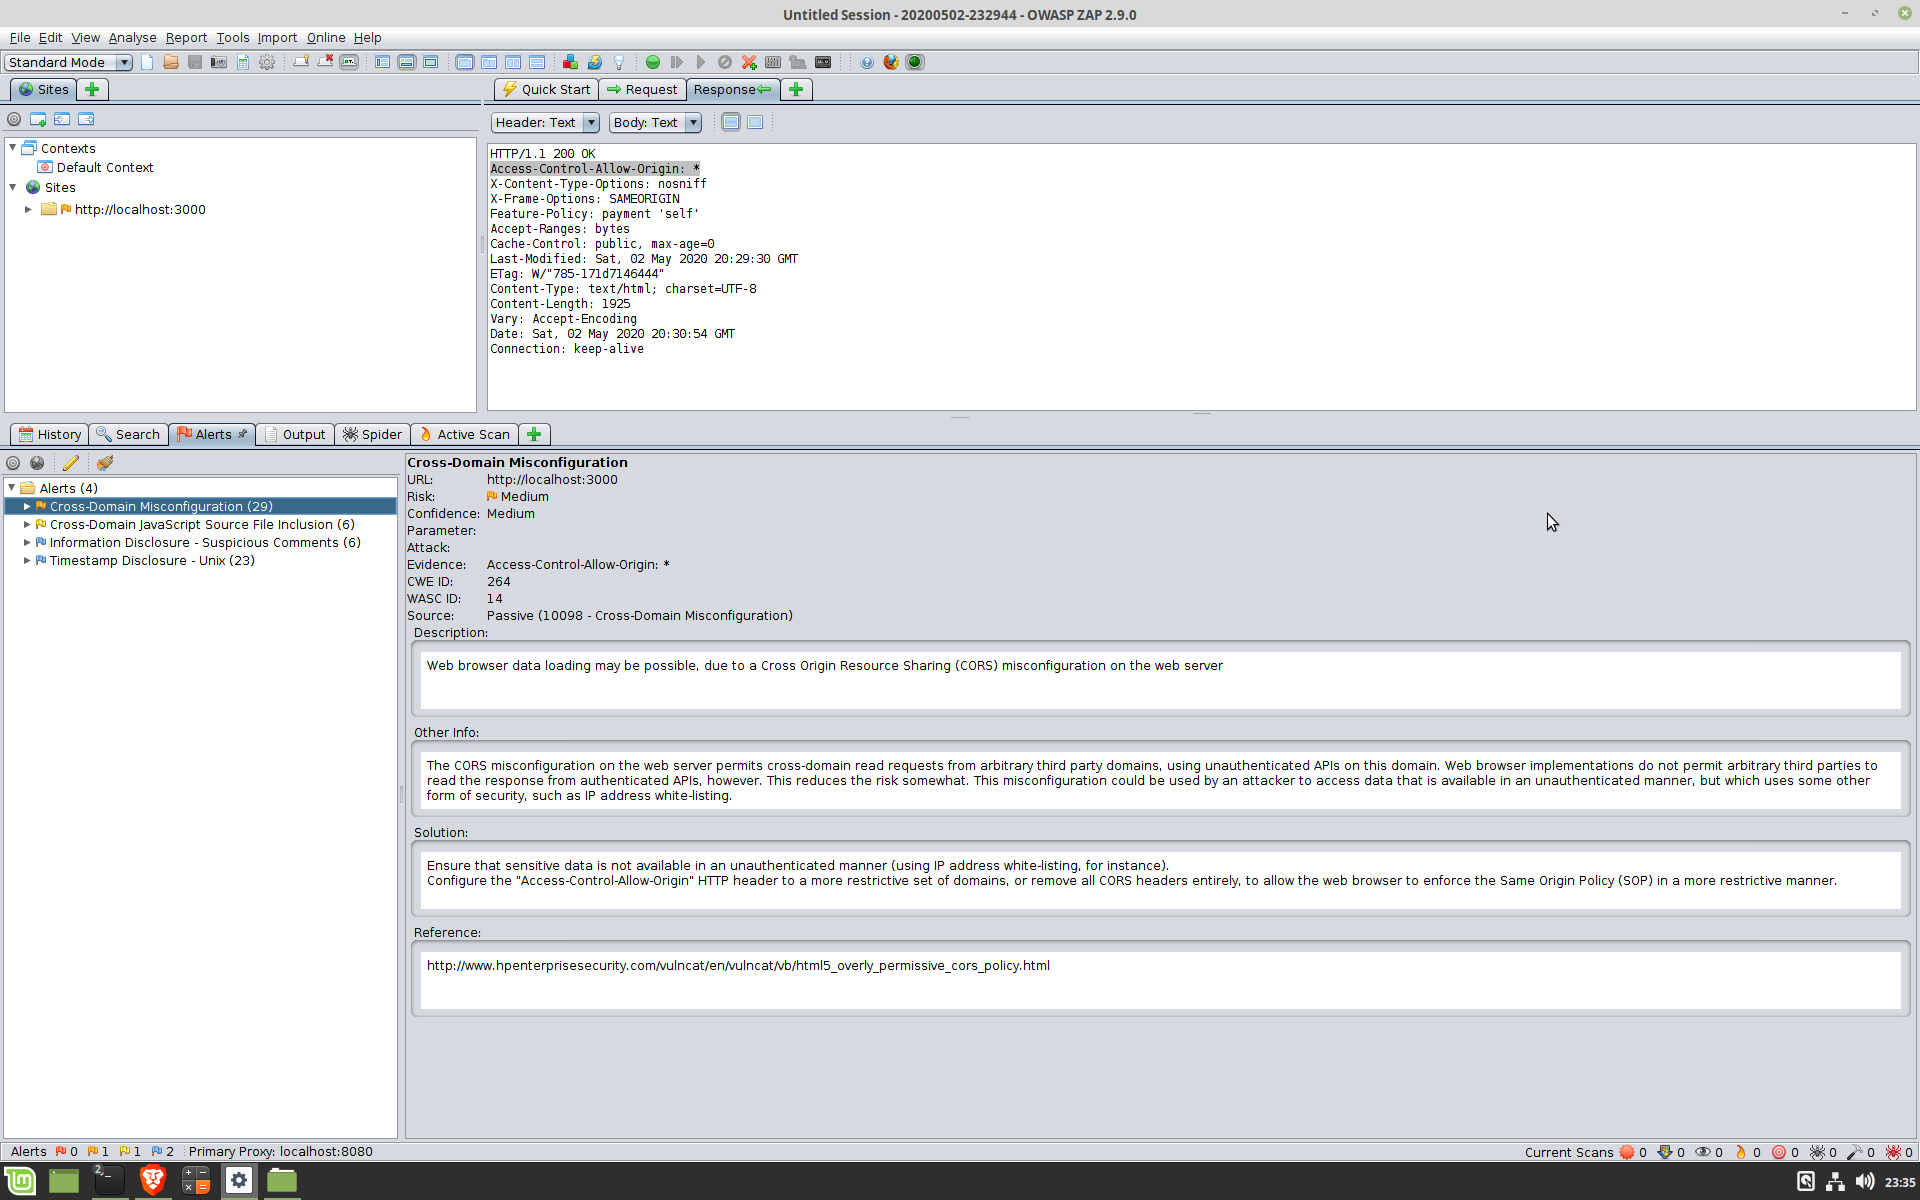 Untitled Session - 20200502-232944 - OWASP ZAP 2.9.0
File Edit View Analyse Report Tools Import Online Help
Standard Mode
Sites
Quick Start Request Response
Header: Text Body: Text
Contexts
Default Context
Sites
http://localhost:3000
HTTP/1.1 200 OK
Access-Control-Allow-Origin: *
X-Content-Type-Options: nosniff
X-Frame-Options: SAMEORIGIN
Feature-Policy: payment 'self'
Accept-Ranges: bytes
Cache-Control: public, max-age=0
Last-Modified: Sat, 02 May 2020 20:29:30 GMT
ETag: W/"785-171d7146444"
Content-Type: text/html; charset=UTF-8
Content-Length: 1925
Vary: Accept-Encoding
Date: Sat, 02 May 2020 20:30:54 GMT
Connection: keep-alive
History Search Alerts Output Spider Active Scan
Alerts (4)
Cross-Domain Misconfiguration (29)
Cross-Domain JavaScript Source File Inclusion (6)
Information Disclosure - Suspicious Comments (6)
Timestamp Disclosure - Unix (23)
Cross-Domain Misconfiguration
URL: http://localhost:3000
Risk: Medium
Confidence: Medium
Parameter:
Attack:
Evidence: Access-Control-Allow-Origin: *
CWE ID: 264
WASC ID: 14
Source: Passive (10098 - Cross-Domain Misconfiguration)
Description:
Web browser data loading may be possible, due to a Cross Origin Resource Sharing (CORS) misconfiguration on the web server
Other Info:
The CORS misconfiguration on the web server permits cross-domain read requests from arbitrary third party domains, using unauthenticated APIs on this domain. Web browser implementations do not permit arbitrary third parties to
read the response from authenticated APIs, however. This reduces the risk somewhat. This misconfiguration could be used by an attacker to access data that is available in an unauthenticated manner, but which uses some other
form of security, such as IP address white-listing.
Solution:
Ensure that sensitive data is not available in an unauthenticated manner (using IP address white-listing, for instance).
Configure the "Access-Control-Allow-Origin" HTTP header to a more restrictive set of domains, or remove all CORS headers entirely, to allow the web browser to enforce the Same Origin Policy (SOP) in a more restrictive manner.
Reference:
http://www.hpenterprisesecurity.com/vulncat/en/vulncat/vb/html5_overly_permissive_cors_policy.html
Alerts 0 1 1 2 Primary Proxy: localhost:8080
Current Scans 0 0 0 0 0 0 0 0
2
23:35